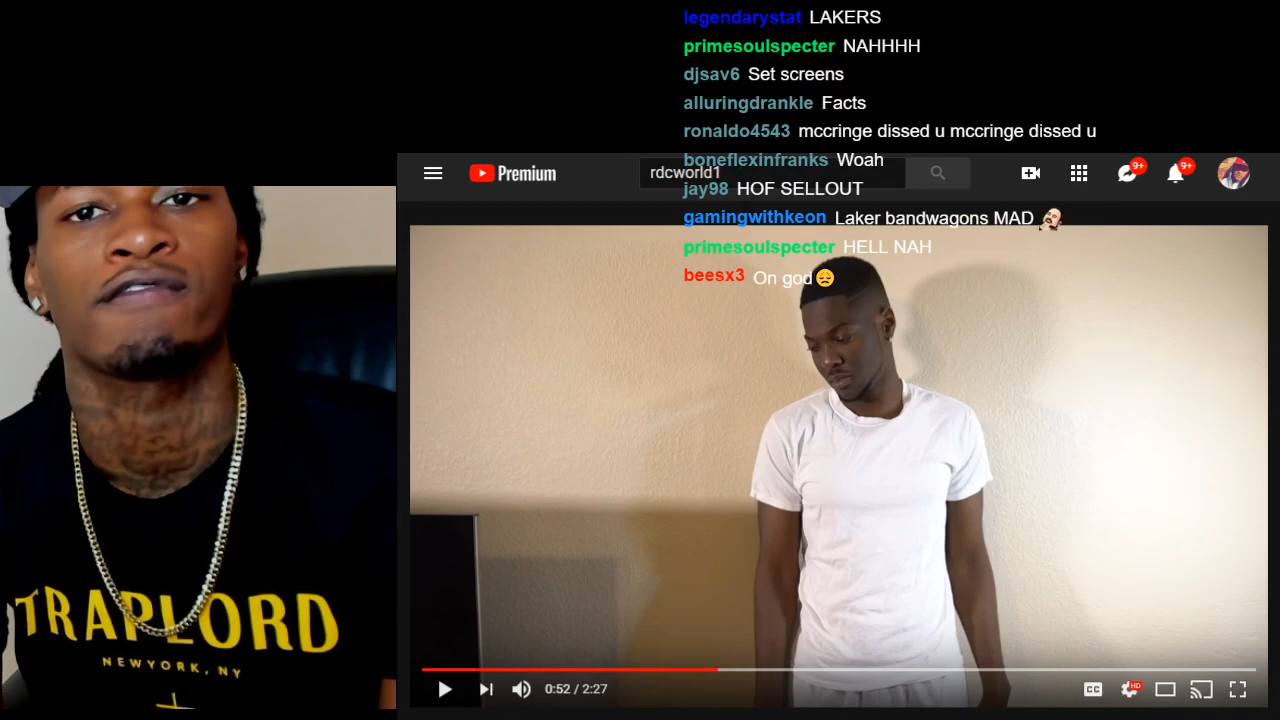 legendarystat LAKERS
primesoulspecter NAHHHH
djsav6 Set screens
alluringdrankle Facts
ronaldo4543 mccringe dissed u mccringe dissed u
boneflexinfranks Woah
Premium
rdcworld1
9+
9+
jay98 HOF SELLOUT
gamingwithkeon Laker bandwagons MAD
primesoulspecter HELL NAH
beesx3 On god😞
TRAPLORD
NEWYORK, NY
0:52 / 2:27
CC
HD